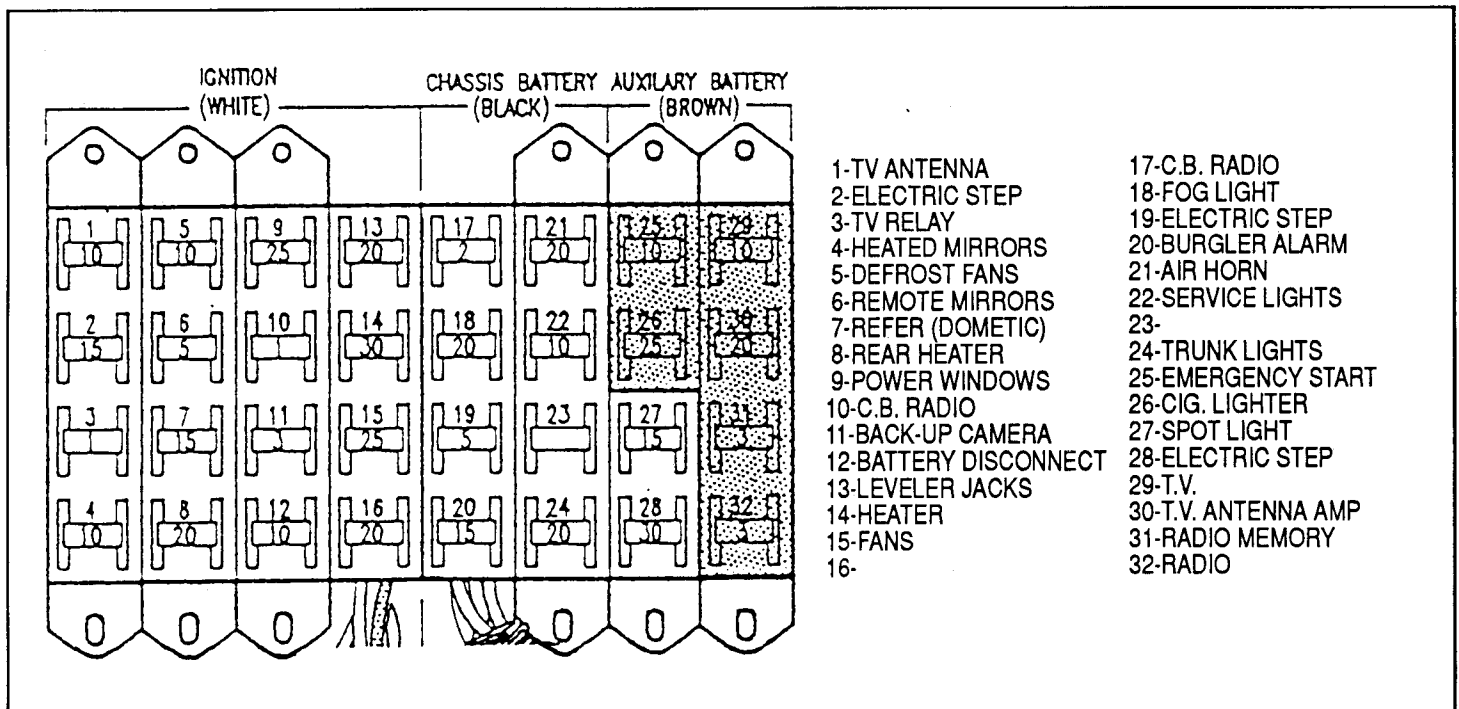 IGNITION
(WHITE)
CHASSIS BATTERY
(BLACK)
AUXILARY BATTERY
(BROWN)
1 5 9 13 17 21 25 29
10 10 25 20 2 20 10 10
2 6 10 14 18 22 26 30
15 5 1 30 20 10 25 20
3 7 11 15 19 23 27 31
1 15 3 25 5 15 3
4 8 12 16 20 24 28 32
10 20 10 20 15 20 30 3
1-TV ANTENNA
2-ELECTRIC STEP
3-TV RELAY
4-HEATED MIRRORS
5-DEFROST FANS
6-REMOTE MIRRORS
7-REFER (DOMETIC)
8-REAR HEATER
9-POWER WINDOWS
10-C.B. RADIO
11-BACK-UP CAMERA
12-BATTERY DISCONNECT
13-LEVELER JACKS
14-HEATER
15-FANS
16-
17-C.B. RADIO
18-FOG LIGHT
19-ELECTRIC STEP
20-BURGLER ALARM
21-AIR HORN
22-SERVICE LIGHTS
23-
24-TRUNK LIGHTS
25-EMERGENCY START
26-CIG. LIGHTER
27-SPOT LIGHT
28-ELECTRIC STEP
29-T.V.
30-T.V. ANTENNA AMP
31-RADIO MEMORY
32-RADIO